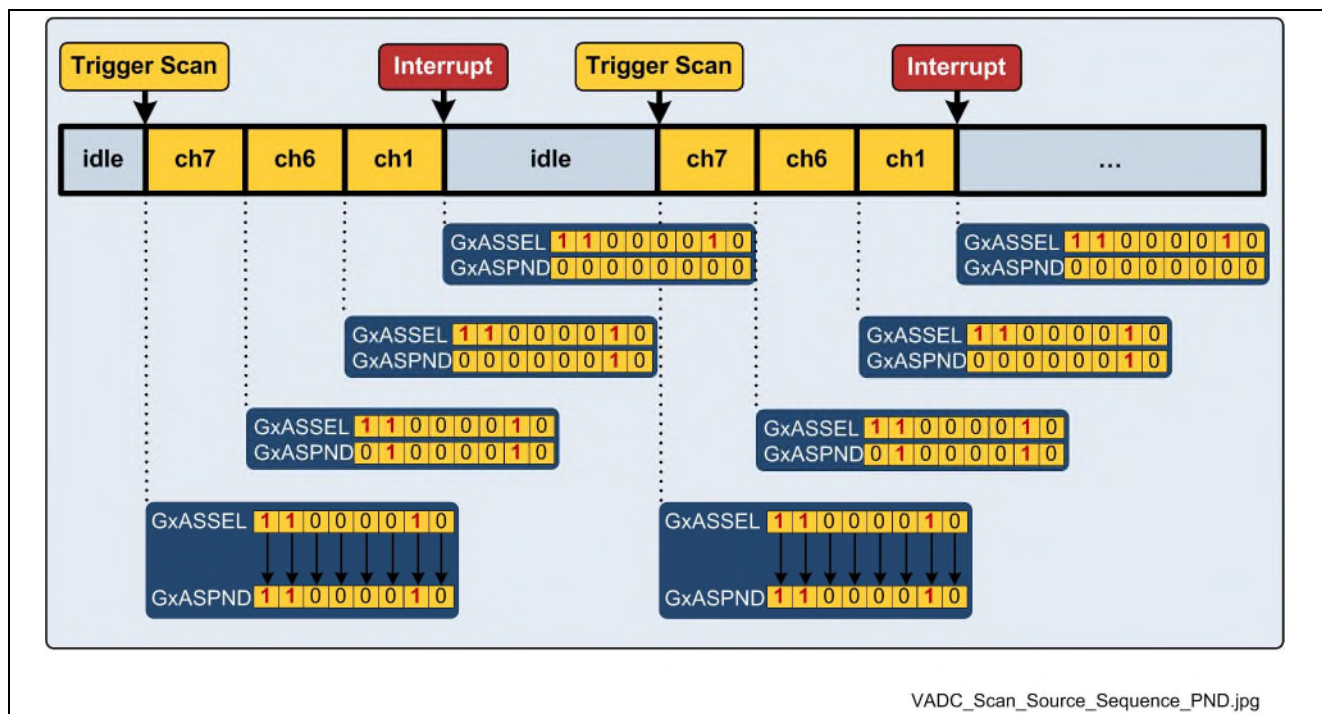 Trigger Scan Interrupt Trigger Scan Interrupt
idle ch7 ch6 ch1 idle ch7 ch6 ch1 ...
GxASSEL 1 1 0 0 0 0 1 0 GxASSEL 1 1 0 0 0 0 1 0
GxASPND 0 0 0 0 0 0 0 0 GxASPND 0 0 0 0 0 0 0 0
GxASSEL 1 1 0 0 0 0 1 0 GxASSEL 1 1 0 0 0 0 1 0
GxASPND 0 0 0 0 0 0 1 0 GxASPND 0 0 0 0 0 0 1 0
GxASSEL 1 1 0 0 0 0 1 0 GxASSEL 1 1 0 0 0 0 1 0
GxASPND 0 1 0 0 0 0 1 0 GxASPND 0 1 0 0 0 0 1 0
GxASSEL 1 1 0 0 0 0 1 0 GxASSEL 1 1 0 0 0 0 1 0
GxASPND 1 1 0 0 0 0 1 0 GxASPND 1 1 0 0 0 0 1 0
VADC_Scan_Source_Sequence_PND.jpg